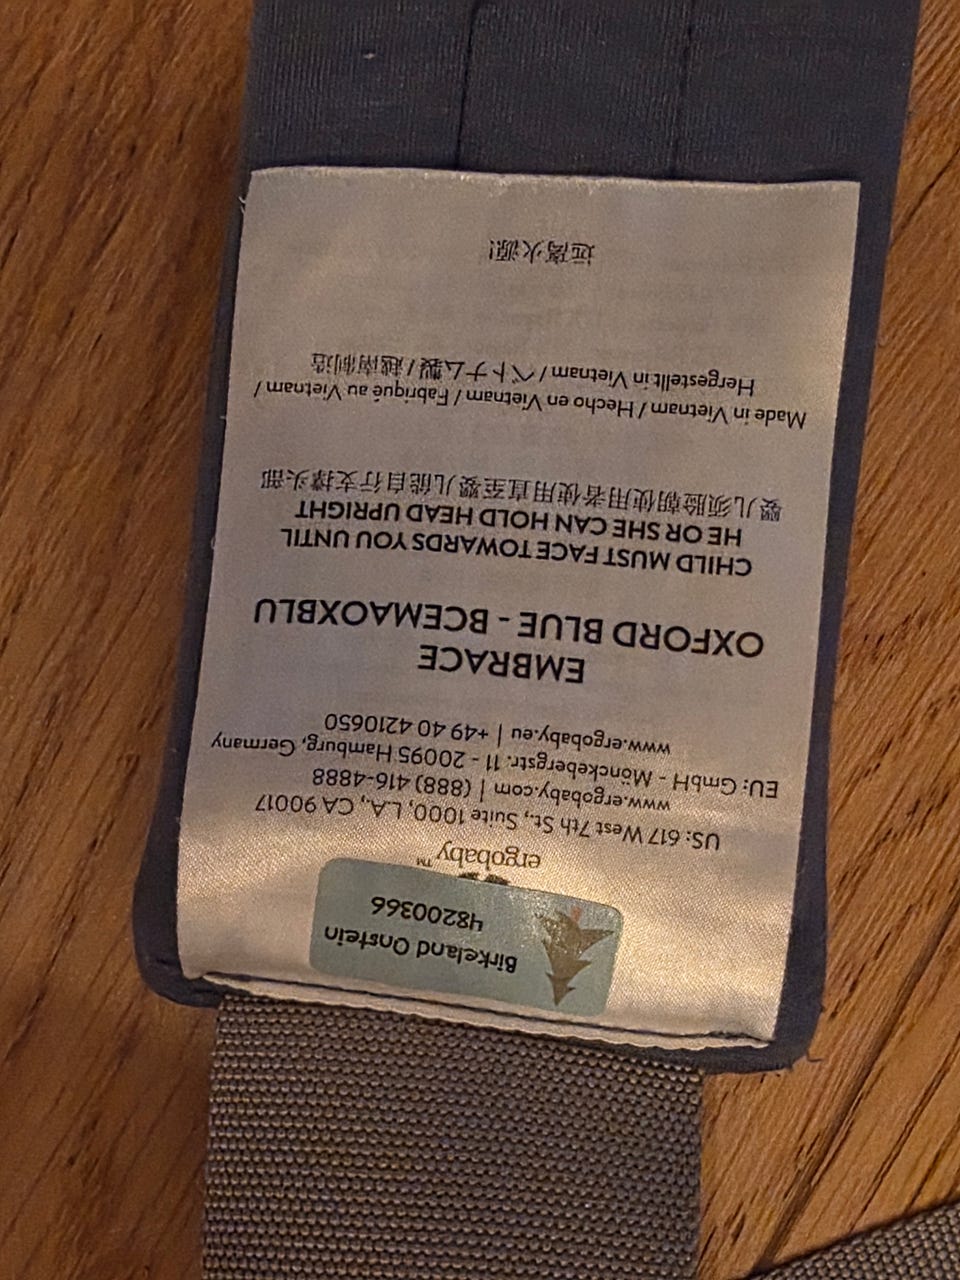 Birkeland Onstein
48200366
ergobaby™
US: 617 West 7th St., Suite 1000, L.A., CA 90017
www.ergobaby.com | (888) 416-4888
EU: GmbH - Mönckebergstr. 11 - 20095 Hamburg, Germany
www.ergobaby.eu | +49 40 4210650
EMBRACE
OXFORD BLUE - BCEMAOXBLU
CHILD MUST FACE TOWARDS YOU UNTIL
HE OR SHE CAN HOLD HEAD UPRIGHT
婴儿须脸朝使用者使用直至婴儿能自行支撑头部
Made in Vietnam / Hecho en Vietnam / Fabriqué au Vietnam /
Hergestellt in Vietnam / ベトナム製 / 越南制造
远离火源!